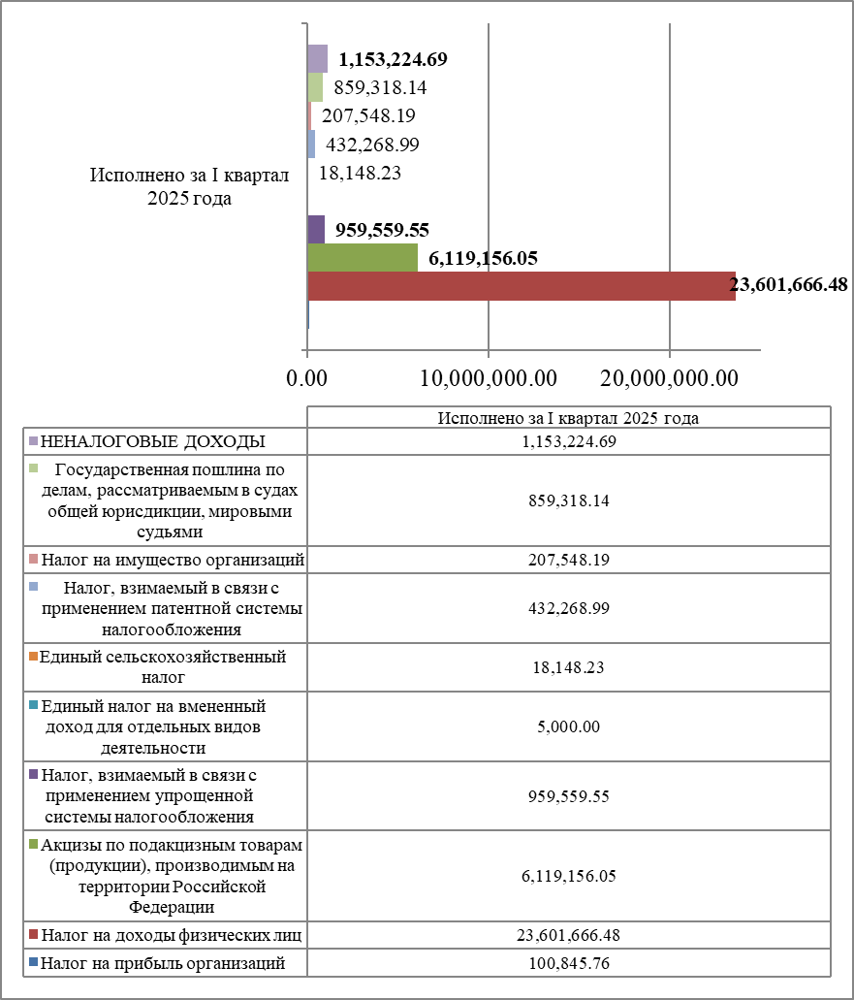 1,153,224.69
859,318.14
207,548.19
432,268.99
18,148.23
Исполнено за I квартал
2025 года
959,559.55
6,119,156.05
23,601,666.48
0.00 10,000,000.00 20,000,000.00
Исполнено за I квартал 2025 года
НЕНАЛОГОВЫЕ ДОХОДЫ 1,153,224.69
Государственная пошлина по
делам, рассматриваемым в судах
общей юрисдикции, мировыми
судьями
859,318.14
Налог на имущество организаций 207,548.19
Налог, взимаемый в связи с
применением патентной системы
налогообложения
432,268.99
Единый сельскохозяйственный
налог
18,148.23
Единый налог на вмененный
доход для отдельных видов
деятельности
5,000.00
Налог, взимаемый в связи с
применением упрощенной
системы налогообложения
959,559.55
Акцизы по подакцизным товарам
(продукции), производимым на
территории Российской
Федерации
6,119,156.05
Налог на доходы физических лиц 23,601,666.48
Налог на прибыль организаций 100,845.76